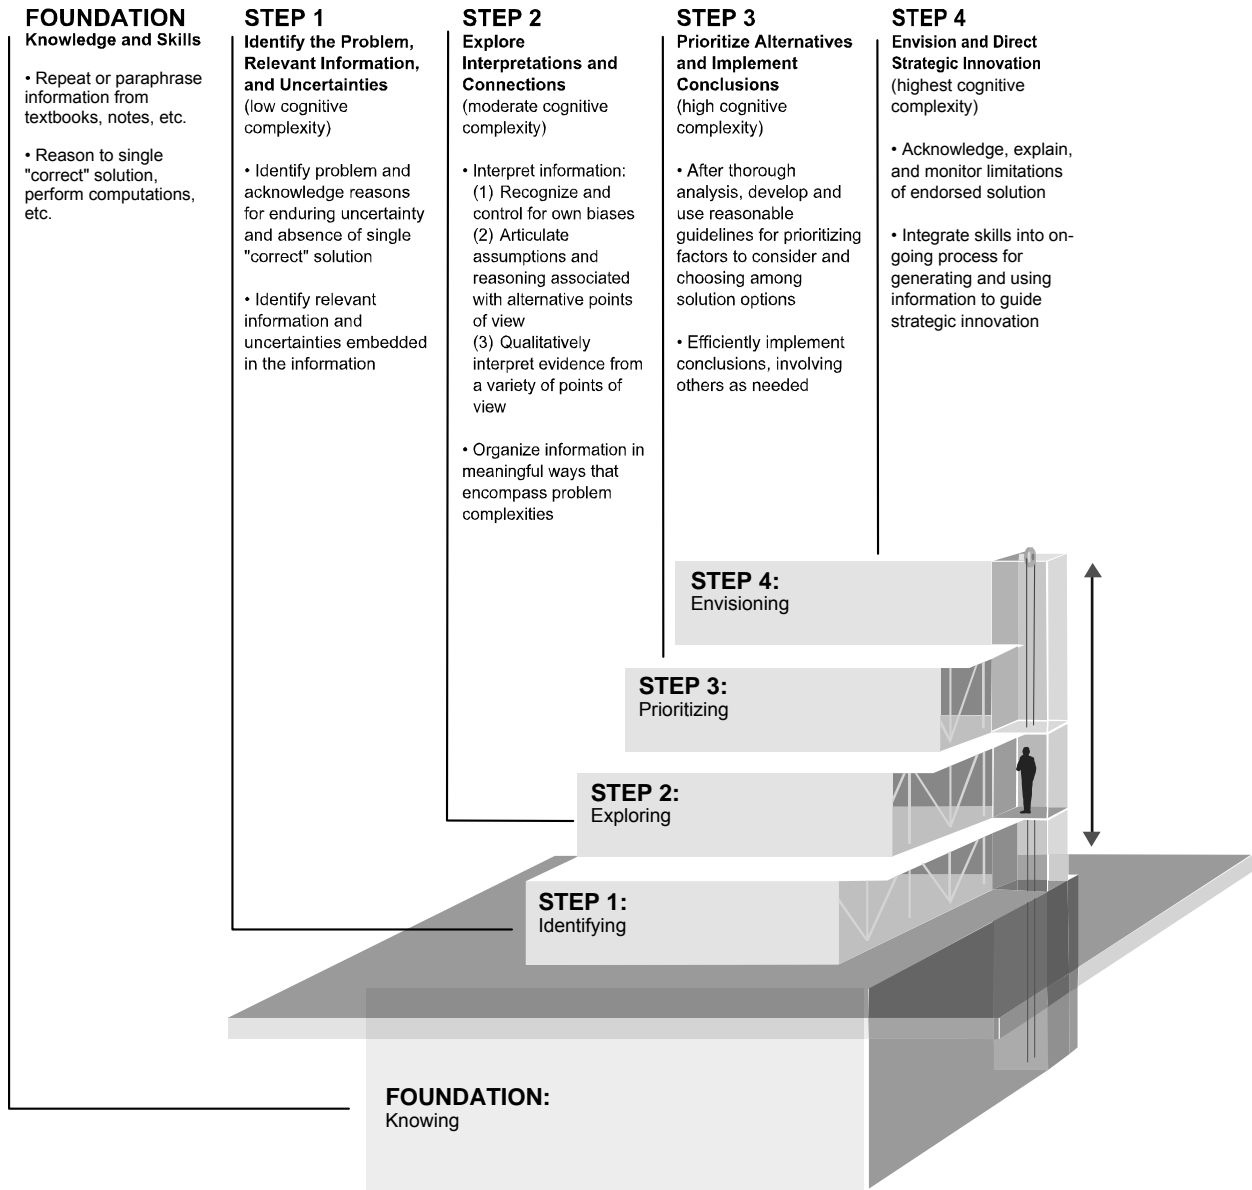 FOUNDATION
Knowledge and Skills
• Repeat or paraphrase
information from
textbooks, notes, etc.
• Reason to single
"correct" solution,
perform computations,
etc.
STEP 1
Identify the Problem,
Relevant Information,
and Uncertainties
(low cognitive
complexity)
• Identify problem and
acknowledge reasons
for enduring uncertainty
and absence of single
"correct" solution
• Identify relevant
information and
uncertainties embedded
in the information
STEP 2
Explore
Interpretations and
Connections
(moderate cognitive
complexity)
• Interpret information:
(1) Recognize and
control for own biases
(2) Articulate
assumptions and
reasoning associated
with alternative points
of view
(3) Qualitatively
interpret evidence from
a variety of points of
view
• Organize information in
meaningful ways that
encompass problem
complexities
STEP 3
Prioritize Alternatives
and Implement
Conclusions
(high cognitive
complexity)
• After thorough
analysis, develop and
use reasonable
guidelines for prioritizing
factors to consider and
choosing among
solution options
• Efficiently implement
conclusions, involving
others as needed
STEP 4
Envision and Direct
Strategic Innovation
(highest cognitive
complexity)
• Acknowledge, explain,
and monitor limitations
of endorsed solution
• Integrate skills into on-
going process for
generating and using
information to guide
strategic innovation
STEP 4:
Envisioning
STEP 3:
Prioritizing
STEP 2:
Exploring
STEP 1:
Identifying
FOUNDATION:
Knowing